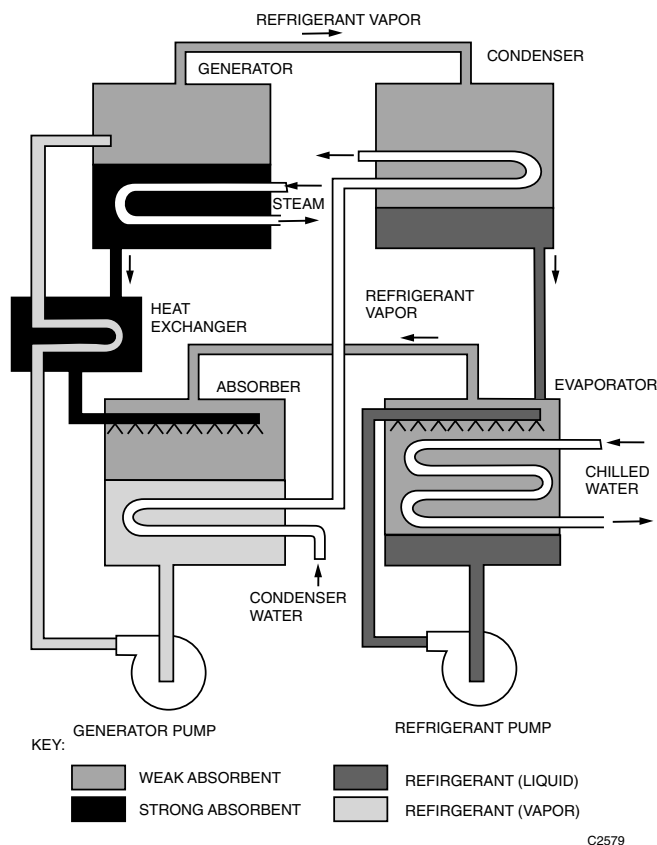 REFRIGERANT VAPOR
GENERATOR
CONDENSER
STEAM
HEAT
EXCHANGER
REFRIGERANT
VAPOR
ABSORBER
EVAPORATOR
CHILLED
WATER
CONDENSER
WATER
GENERATOR PUMP
REFRIGERANT PUMP
KEY:
WEAK ABSORBENT
REFIRGERANT (LIQUID)
STRONG ABSORBENT
REFIRGERANT (VAPOR)
C2579